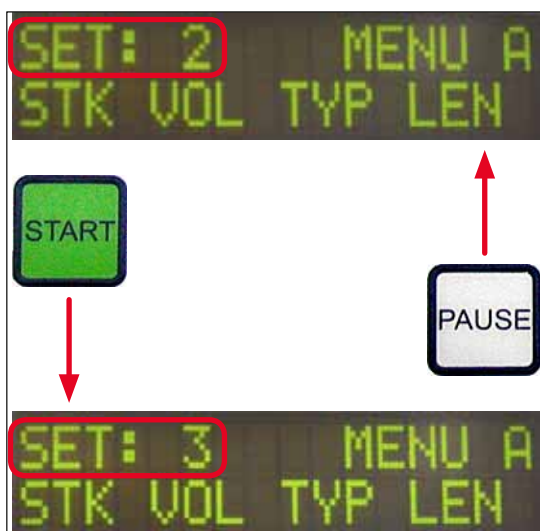 SET: 2 MENU A
STK VOL TYP LEN
START
PAUSE
SET: 3 MENU A
STK VOL TYP LEN